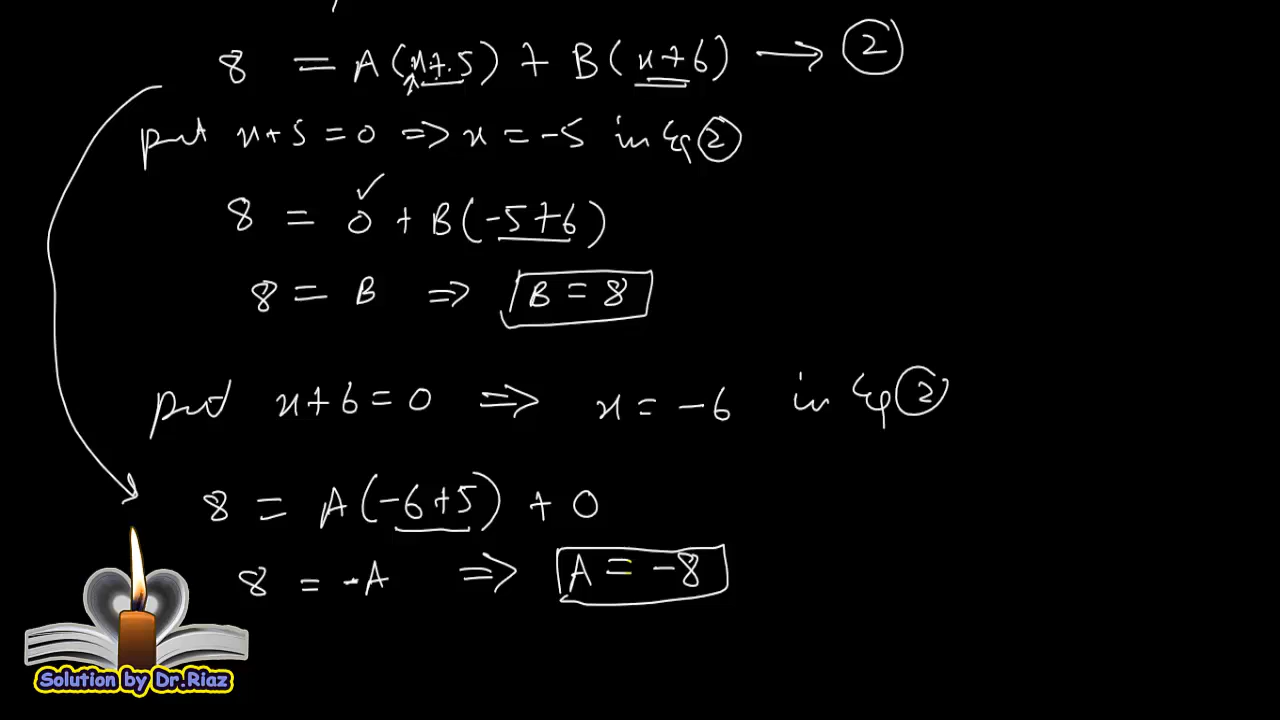 8 = A(x+5) + B(x+6) → ②
put x+5=0 ⇒ x = -5 in Eq ②
8 = 0 + B(-5+6)
8 = B ⇒ B = 8
put x+6=0 ⇒ x = -6 in Eq ②
8 = A(-6+5) + 0
8 = -A ⇒ A = -8
Solution by Dr.Riaz